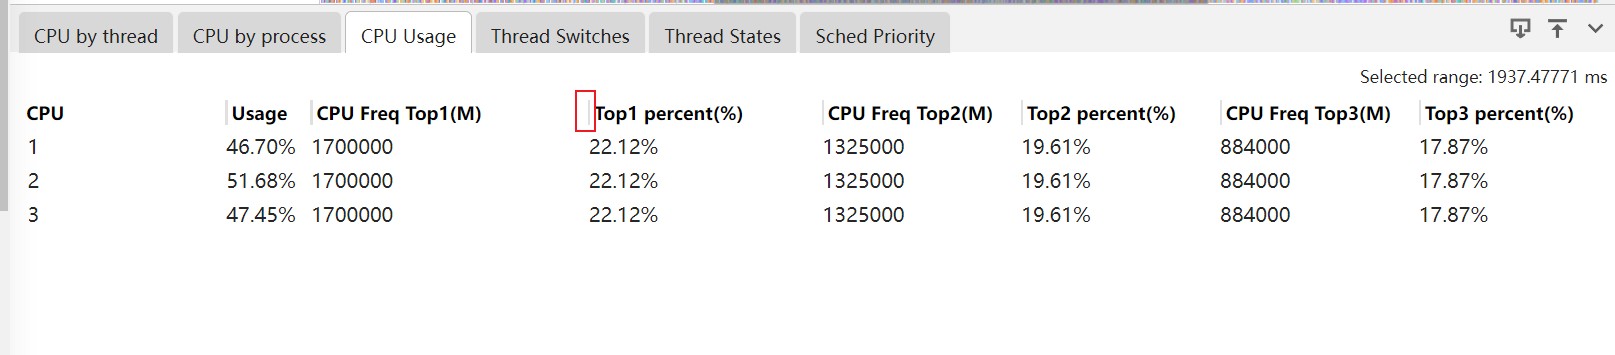 CPU by thread CPU by process CPU Usage Thread Switches Thread States Sched Priority
Selected range: 1937.47771 ms
CPU Usage CPU Freq Top1(M) Top1 percent(%) CPU Freq Top2(M) Top2 percent(%) CPU Freq Top3(M) Top3 percent(%)
1 46.70% 1700000 22.12% 1325000 19.61% 884000 17.87%
2 51.68% 1700000 22.12% 1325000 19.61% 884000 17.87%
3 47.45% 1700000 22.12% 1325000 19.61% 884000 17.87%